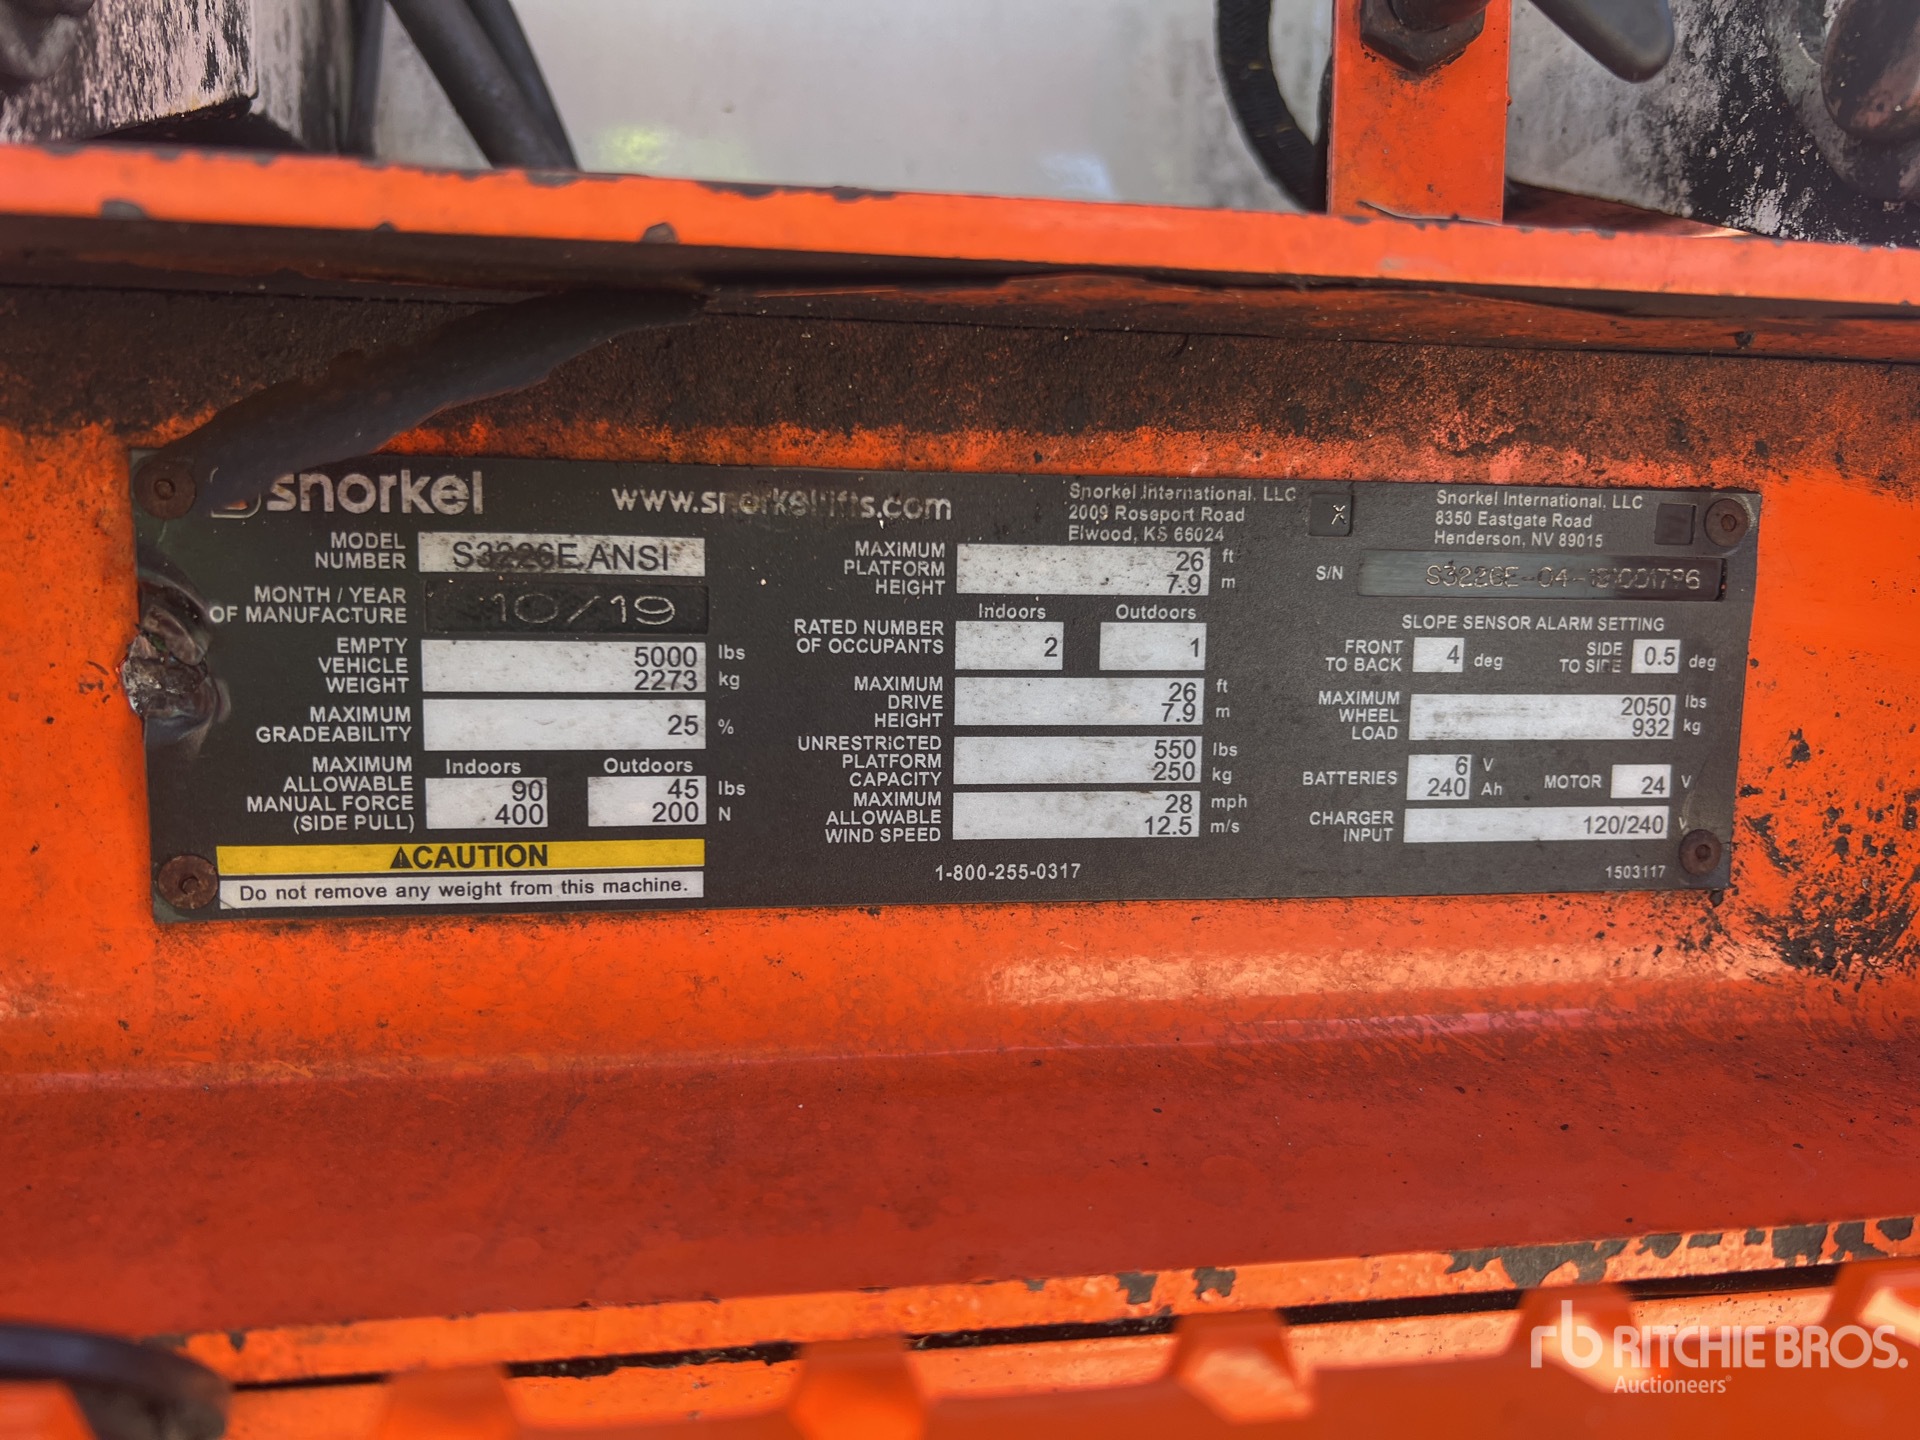 snorkel
www.snorkellifts.com
Snorkel International, LLC
2009 Roseport Road
Elwood, KS 66024
X
Snorkel International, LLC
8350 Eastgate Road
Henderson, NV 89015
MODEL NUMBER S3226E.ANSI
MONTH / YEAR OF MANUFACTURE 10/19
EMPTY VEHICLE WEIGHT 5000 lbs
2273 kg
MAXIMUM GRADEABILITY 25 %
MAXIMUM ALLOWABLE MANUAL FORCE (SIDE PULL)
Indoors Outdoors
90 45 lbs
400 200 N
CAUTION
Do not remove any weight from this machine.
MAXIMUM PLATFORM HEIGHT 26 ft
7.9 m
Indoors Outdoors
RATED NUMBER OF OCCUPANTS 2 1
MAXIMUM DRIVE HEIGHT 26 ft
7.9 m
UNRESTRICTED PLATFORM CAPACITY 550 lbs
250 kg
MAXIMUM ALLOWABLE WIND SPEED 28 mph
12.5 m/s
1-800-255-0317
S/N
SLOPE SENSOR ALARM SETTING
FRONT TO BACK 4 deg
SIDE TO SIDE 0.5 deg
MAXIMUM WHEEL LOAD 2050 lbs
932 kg
BATTERIES 6 V
240 Ah
MOTOR 24 V
CHARGER INPUT 120/240 V
1503117
rb RITCHIE BROS.
Auctioneers